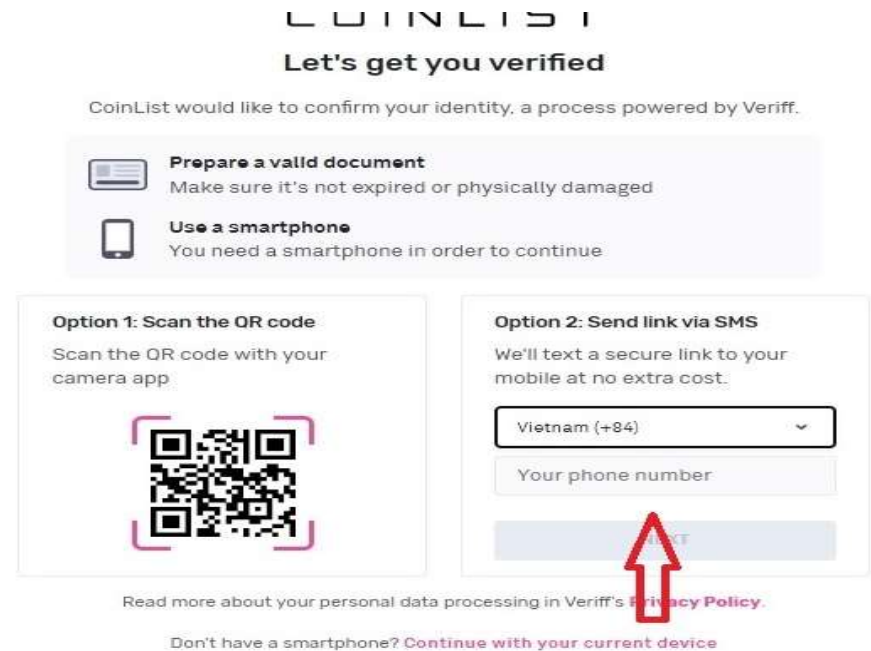 COINLIST
Let's get you verified
CoinList would like to confirm your identity, a process powered by Veriff.
Prepare a valid document
Make sure it's not expired or physically damaged
Use a smartphone
You need a smartphone in order to continue
Option 1: Scan the QR code
Scan the QR code with your
camera app
Option 2: Send link via SMS
We'll text a secure link to your
mobile at no extra cost.
Vietnam (+84)
Your phone number
NEXT
Read more about your personal data processing in Veriff's Privacy Policy.
Don't have a smartphone? Continue with your current device